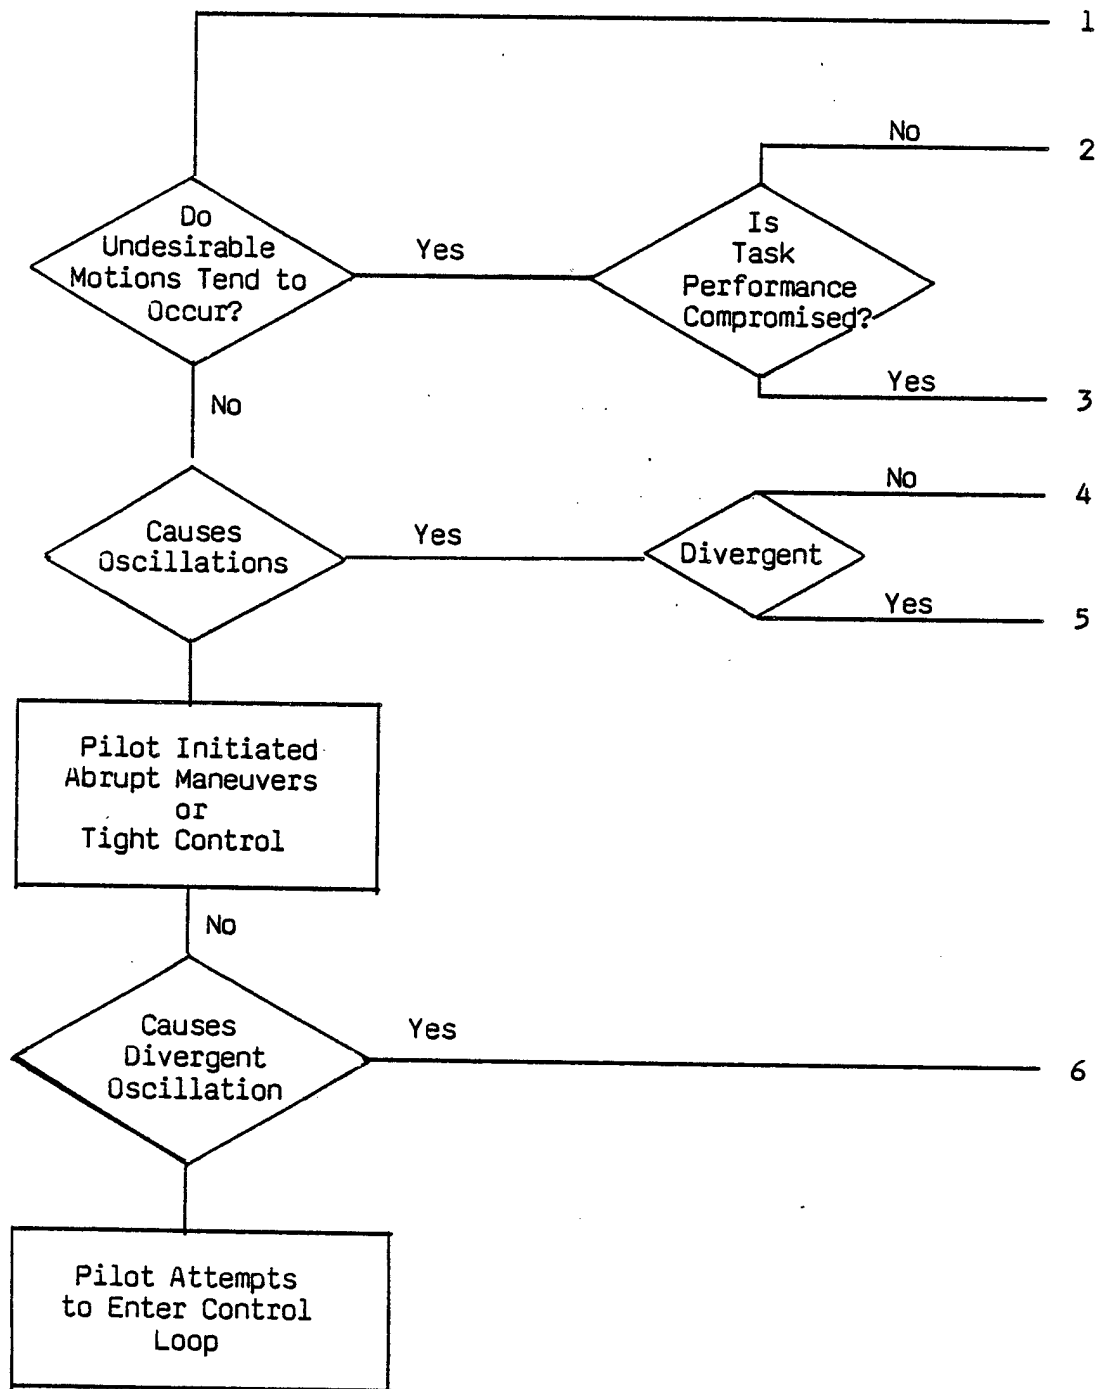 1
No
2
Do
Undesirable
Motions Tend to
Occur?
Yes
Is
Task
Performance
Compromised?
Yes
3
No
No
4
Causes
Oscillations
Yes
Divergent
Yes
5
Pilot Initiated
Abrupt Maneuvers
or
Tight Control
No
Causes
Divergent
Oscillation
Yes
6
Pilot Attempts
to Enter Control
Loop